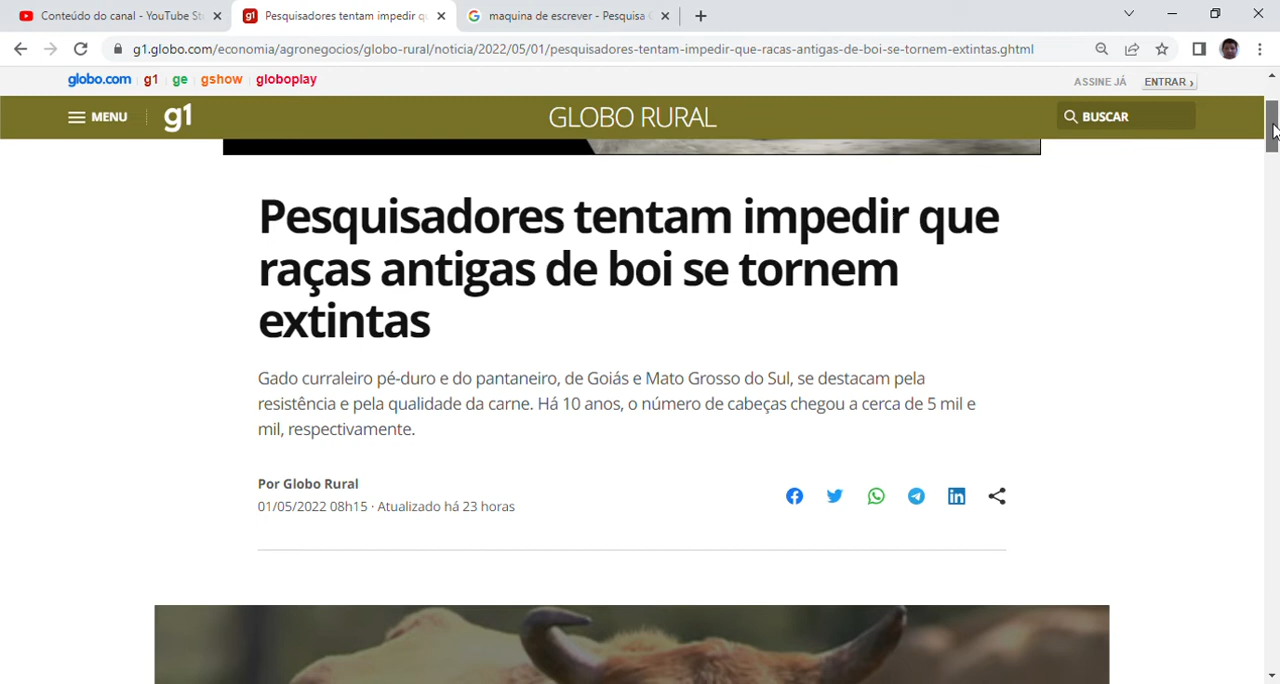 Conteúdo do canal - YouTube St
Pesquisadores tentam impedir q
maquina de escrever - Pesquisa
g1.globo.com/economia/agronegocios/globo-rural/noticia/2022/05/01/pesquisadores-tentam-impedir-que-racas-antigas-de-boi-se-tornem-extintas.ghtml
globo.com g1 ge gshow globoplay ASSINE JÁ ENTRAR ›
MENU g1 GLOBO RURAL BUSCAR
Pesquisadores tentam impedir que
raças antigas de boi se tornem
extintas
Gado curraleiro pé-duro e do pantaneiro, de Goiás e Mato Grosso do Sul, se destacam pela
resistência e pela qualidade da carne. Há 10 anos, o número de cabeças chegou a cerca de 5 mil e
mil, respectivamente.
Por Globo Rural
01/05/2022 08h15 · Atualizado há 23 horas